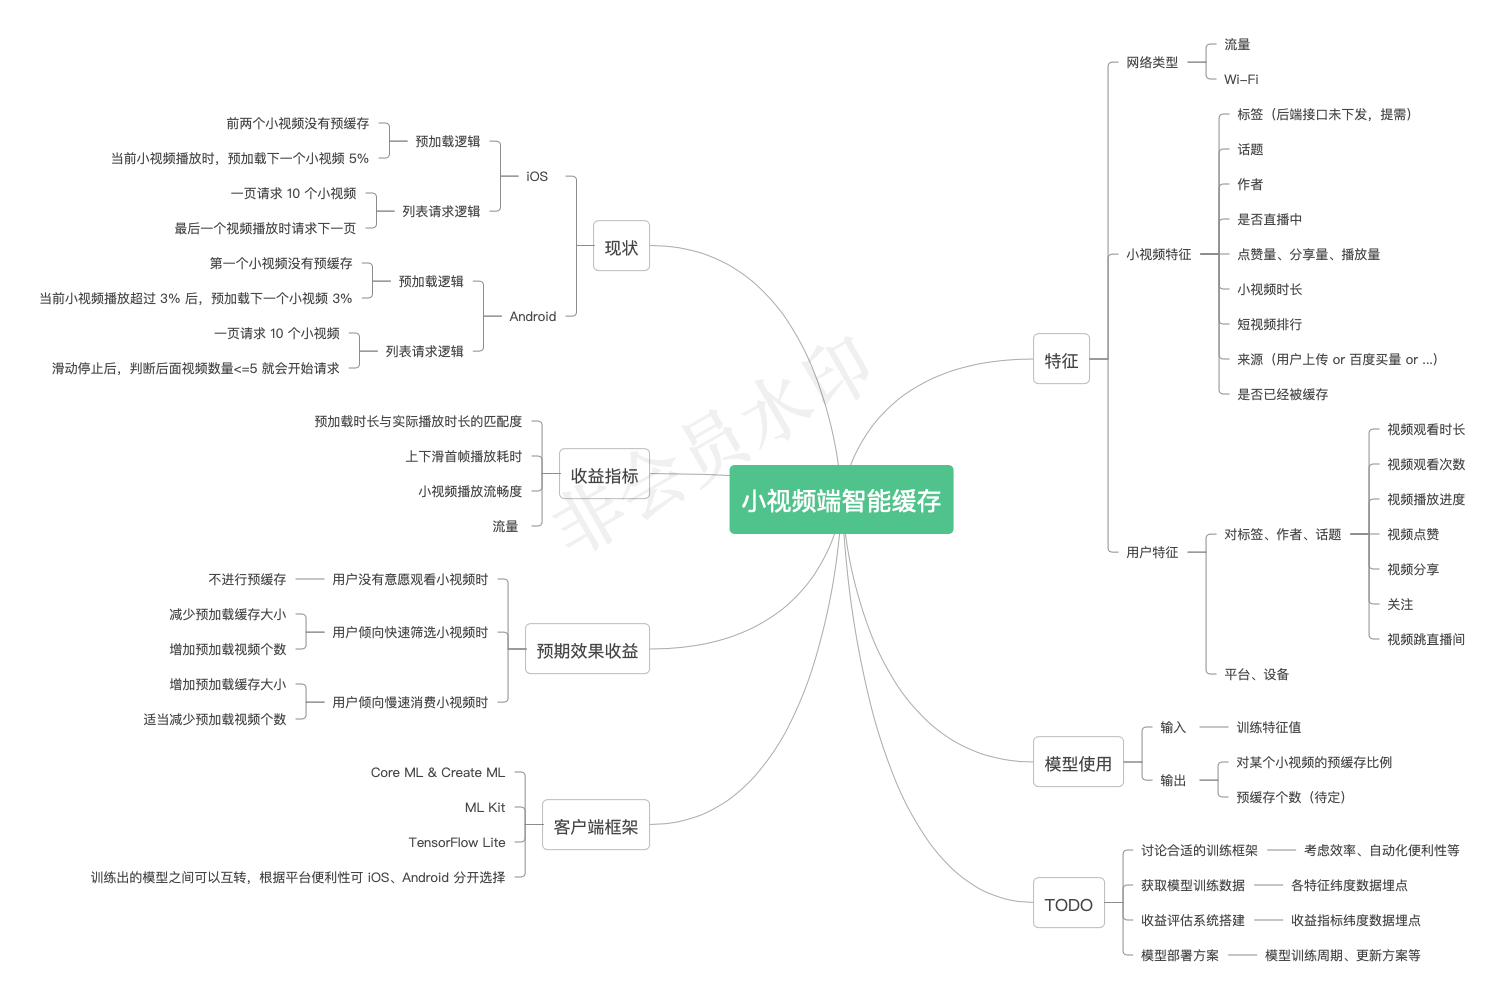 小视频端智能缓存
现状
iOS
预加载逻辑
前两个小视频没有预缓存
当前小视频播放时，预加载下一个小视频 5%
列表请求逻辑
一页请求 10 个小视频
最后一个视频播放时请求下一页
Android
预加载逻辑
第一个小视频没有预缓存
当前小视频播放超过 3% 后，预加载下一个小视频 3%
列表请求逻辑
一页请求 10 个小视频
滑动停止后，判断后面视频数量<=5 就会开始请求
收益指标
预加载时长与实际播放时长的匹配度
上下滑首帧播放耗时
小视频播放流畅度
流量
预期效果收益
用户没有意愿观看小视频时
不进行预缓存
用户倾向快速筛选小视频时
减少预加载缓存大小
增加预加载视频个数
用户倾向慢速消费小视频时
增加预加载缓存大小
适当减少预加载视频个数
客户端框架
Core ML & Create ML
ML Kit
TensorFlow Lite
训练出的模型之间可以互转，根据平台便利性可 iOS、Android 分开选择
特征
网络类型
流量
Wi-Fi
小视频特征
标签（后端接口未下发，提需）
话题
作者
是否直播中
点赞量、分享量、播放量
小视频时长
短视频排行
来源（用户上传 or 百度买量 or ...）
是否已经被缓存
用户特征
对标签、作者、话题
视频观看时长
视频观看次数
视频播放进度
视频点赞
视频分享
关注
视频跳直播间
平台、设备
模型使用
输入
训练特征值
输出
对某个小视频的预缓存比例
预缓存个数（待定）
TODO
讨论合适的训练框架
考虑效率、自动化便利性等
获取模型训练数据
各特征纬度数据埋点
收益评估系统搭建
收益指标纬度数据埋点
模型部署方案
模型训练周期、更新方案等
非会员水印